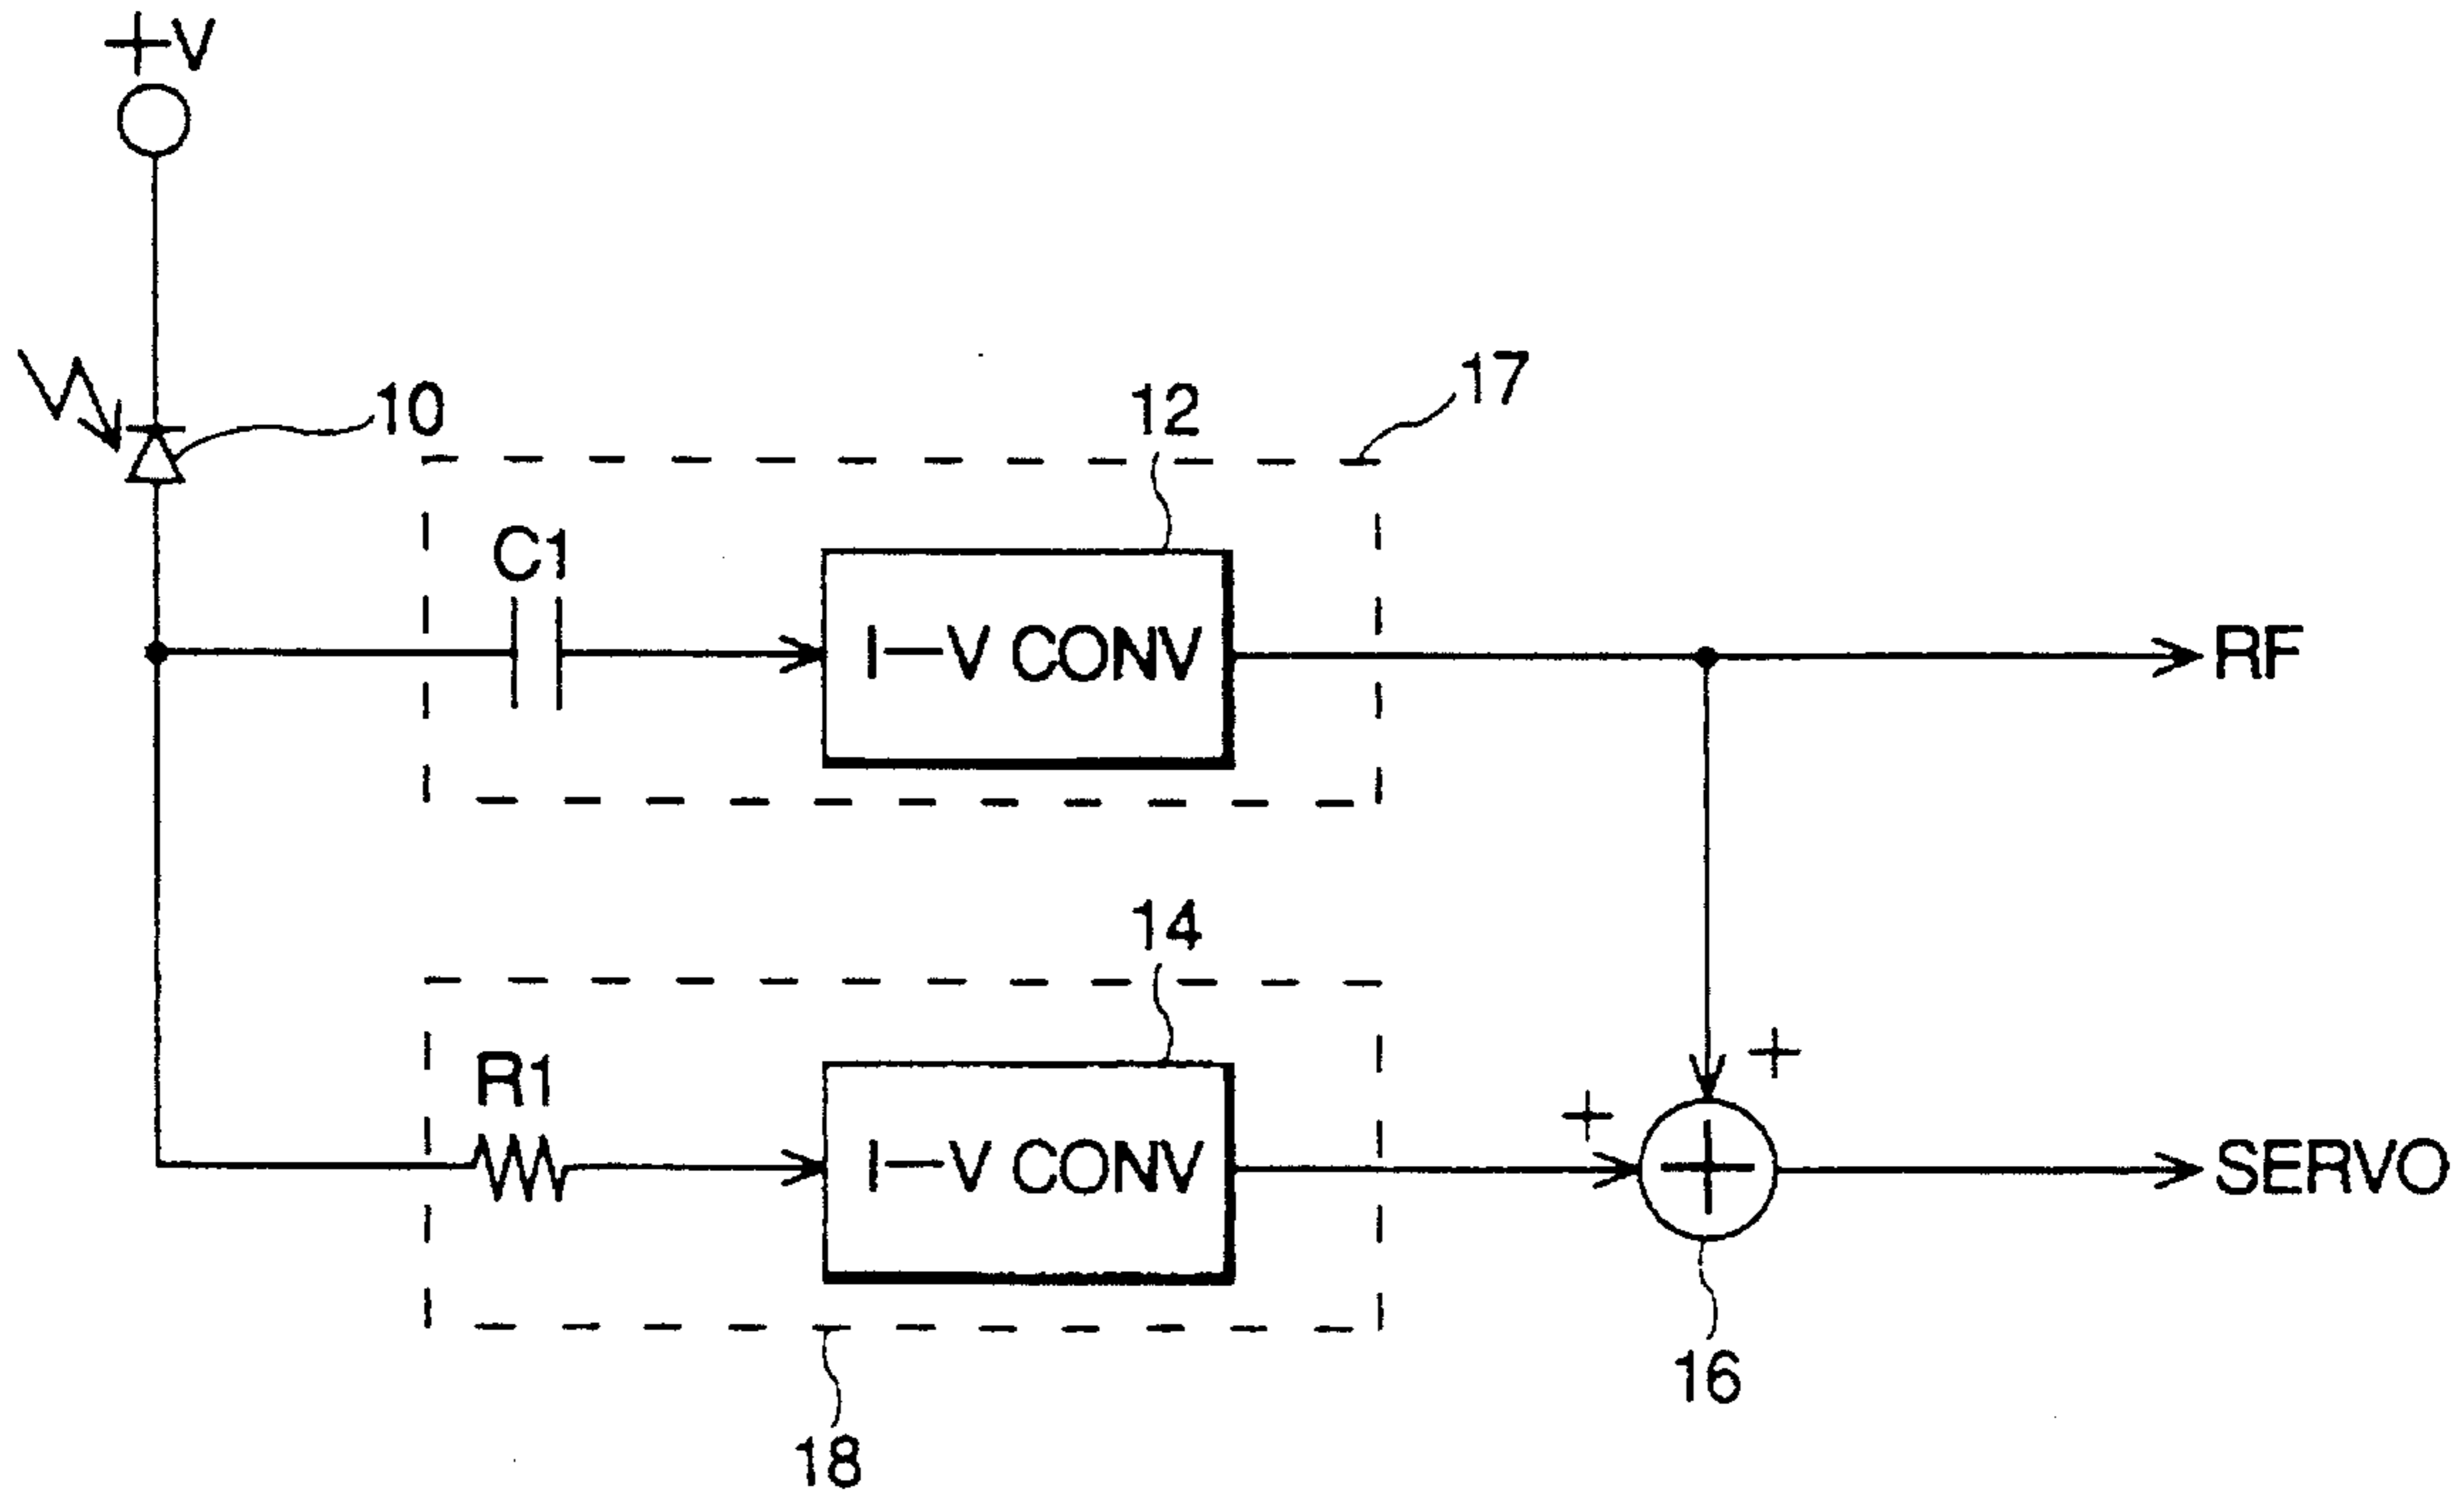 +V
10
12
17
C1
I—V CONV
RF
14
R1
I—V CONV
+
+
+
SERVO
16
18